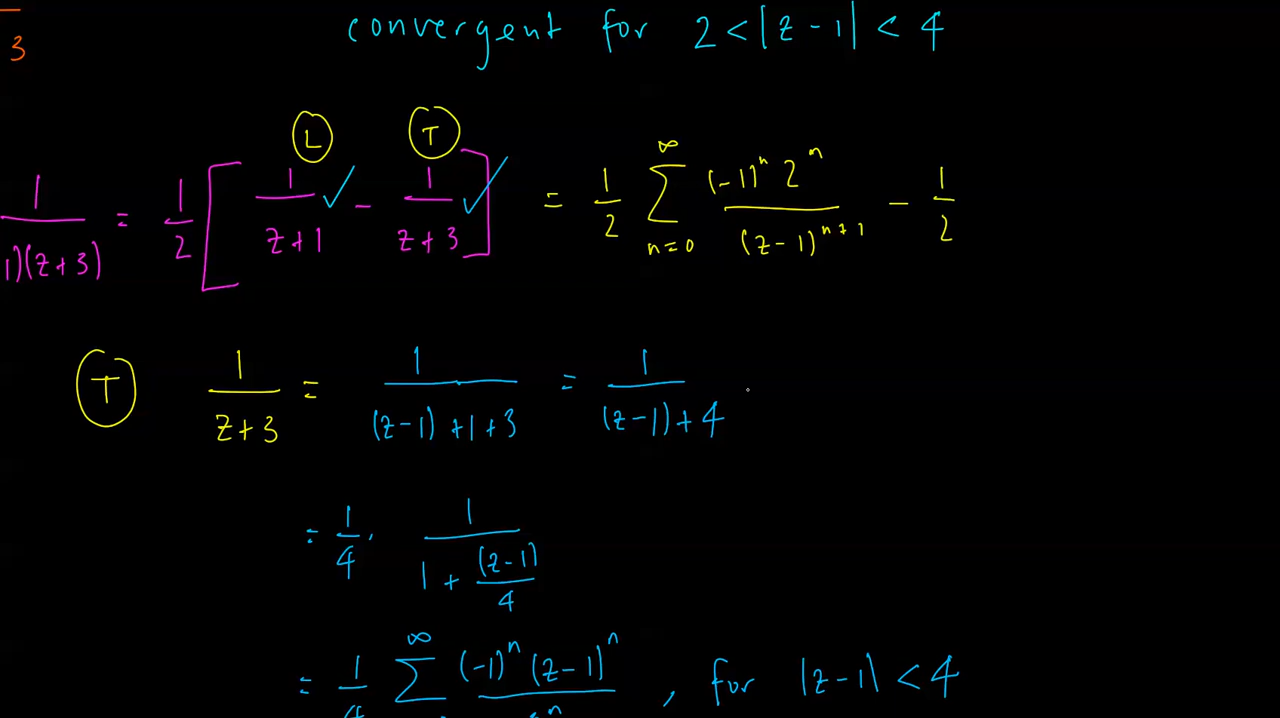 3
convergent for 2 < |z-1| < 4
L T
1/(1)(z+3) = 1/2 [ 1/(z+1) ✓ - 1/(z+3) ✓ ] = 1/2 ∑_{n=0}^{∞} (-1)^n 2^n / (z-1)^{n+1} - 1/2
T 1/(z+3) = 1/((z-1)+1+3) = 1/((z-1)+4)
= 1/4 · 1/(1+(z-1)/4)
= 1/4 ∑^{∞} (-1)^n (z-1)^n / n , for |z-1| < 4